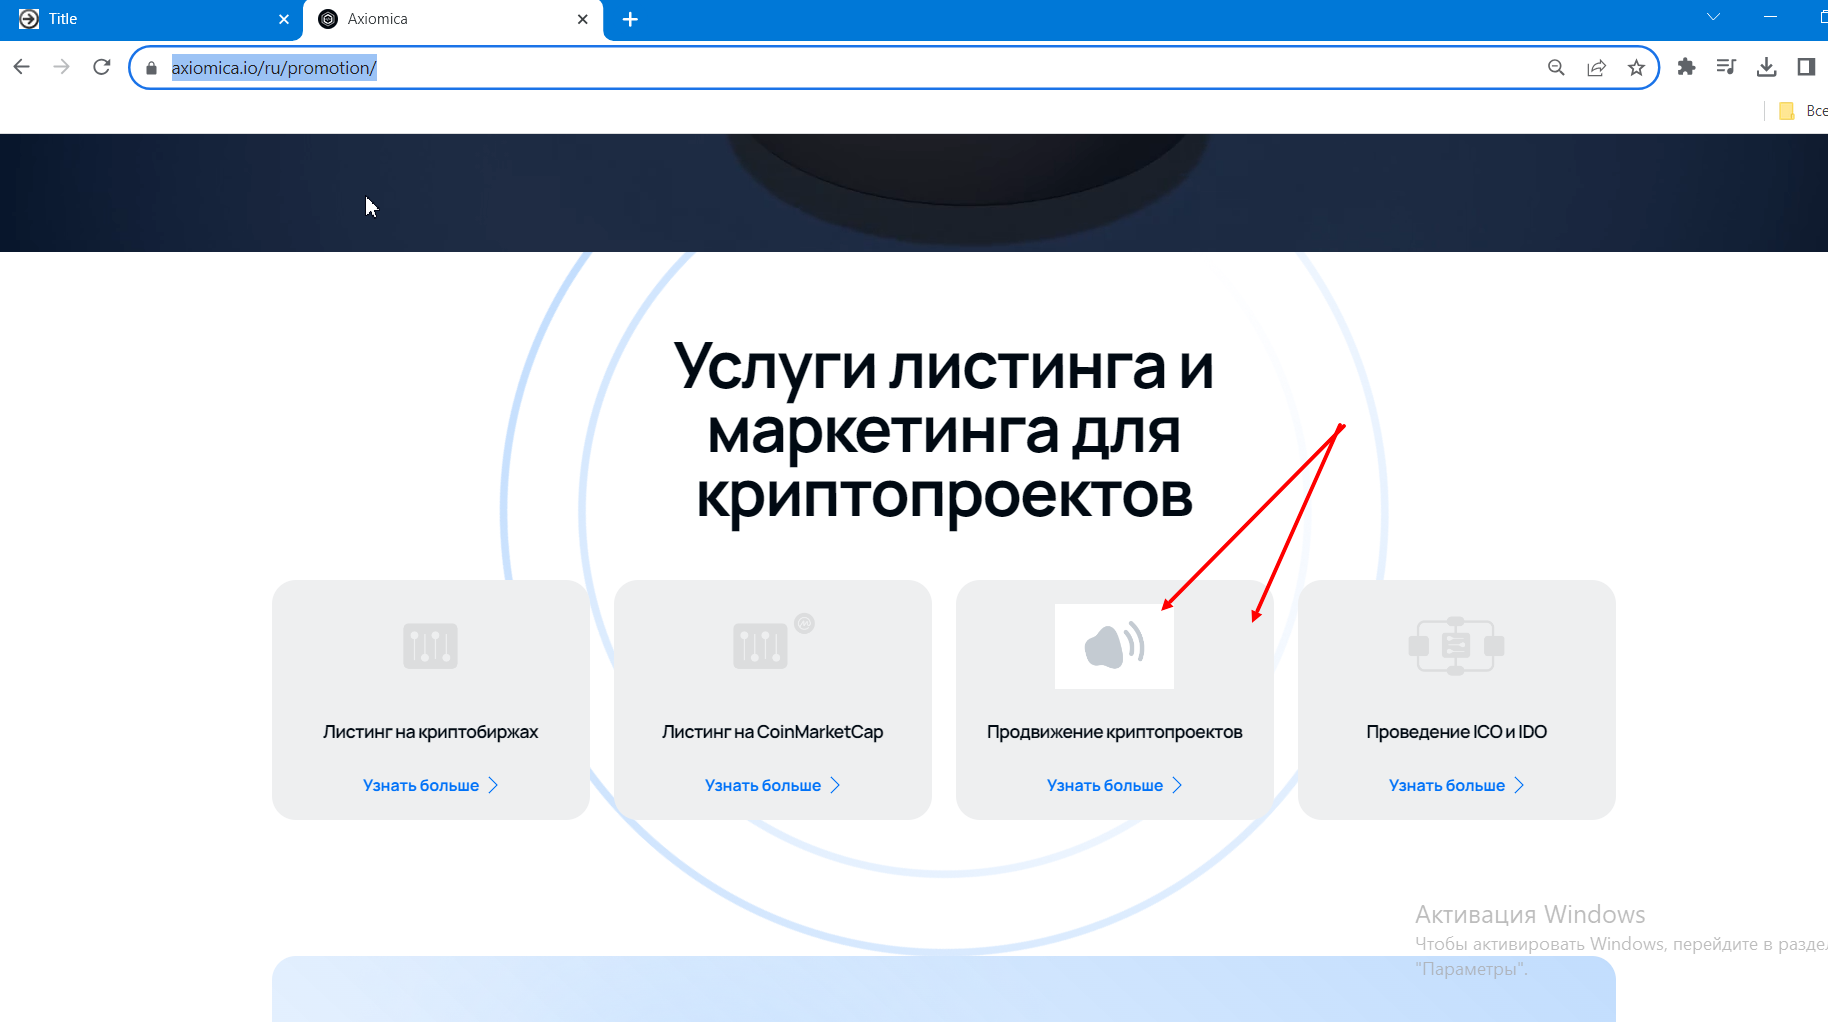 Title
Axiomica
axiomica.io/ru/promotion/
Все
Услуги листинга и
маркетинга для
криптопроектов
Листинг на криптобиржах
Листинг на CoinMarketCap
Продвижение криптопроектов
Проведение ICO и IDO
Узнать больше
Узнать больше
Узнать больше
Узнать больше
Активация Windows
Чтобы активировать Windows, перейдите в раздел
"Параметры".